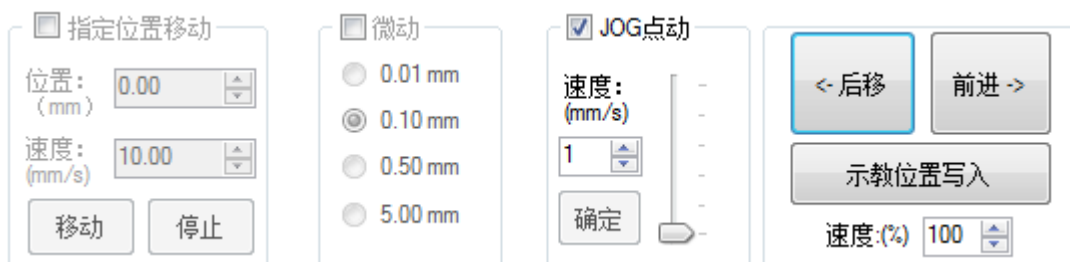 指定位置移动
位置：
（mm）
0.00
速度：
(mm/s)
10.00
移动
停止
微动
0.01 mm
0.10 mm
0.50 mm
5.00 mm
JOG点动
速度：
(mm/s)
1
确定
<- 后移
前进 ->
示教位置写入
速度:(%) 100